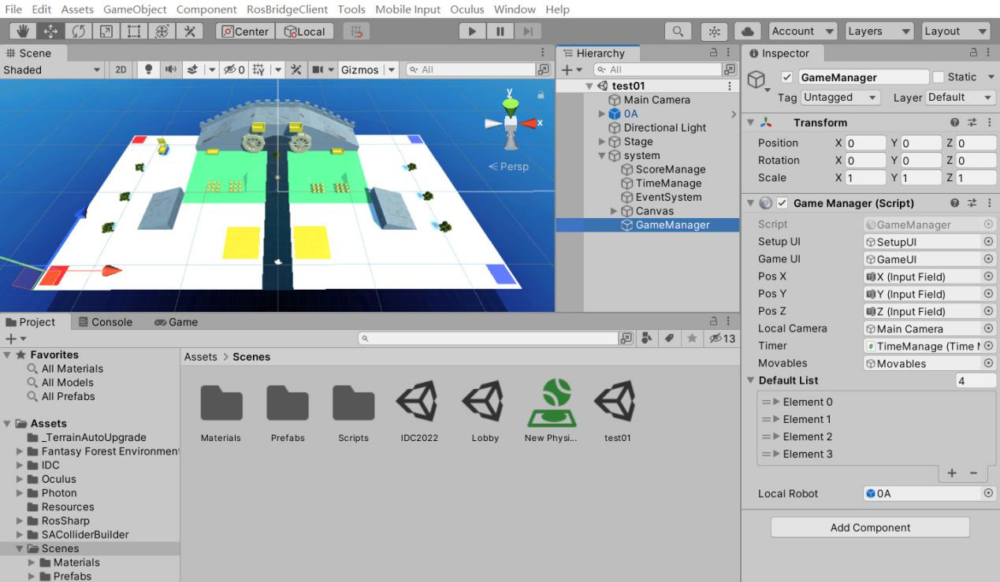 File Edit Assets GameObject Component RosBridgeClient Tools Mobile Input Oculus Window Help
Center Local Account Layers Layout
Scene
Shaded 2D 0 Gizmos All
y
x
Persp
Hierarchy
All
test01
Main Camera
0A
Directional Light
Stage
system
ScoreManage
TimeManage
EventSystem
Canvas
GameManager
Inspector
GameManager Static
Tag Untagged Layer Default
Transform
Position X 0 Y 0 Z 0
Rotation X 0 Y 0 Z 0
Scale X 1 Y 1 Z 1
Game Manager (Script)
Script GameManager
Setup UI SetupUI
Game UI GameUI
Pos X X (Input Field)
Pos Y Y (Input Field)
Pos Z Z (Input Field)
Local Camera Main Camera
Timer TimeManage (Time M
Movables Movables
Default List 4
Element 0
Element 1
Element 2
Element 3
+ −
Local Robot 0A
Add Component
Project Console Game
13
Favorites
All Materials
All Models
All Prefabs
Assets
_TerrainAutoUpgrade
Fantasy Forest Environment
IDC
Oculus
Photon
Resources
RosSharp
SAColliderBuilder
Scenes
Materials
Prefabs
Assets > Scenes
Materials Prefabs Scripts IDC2022 Lobby New Physi... test01